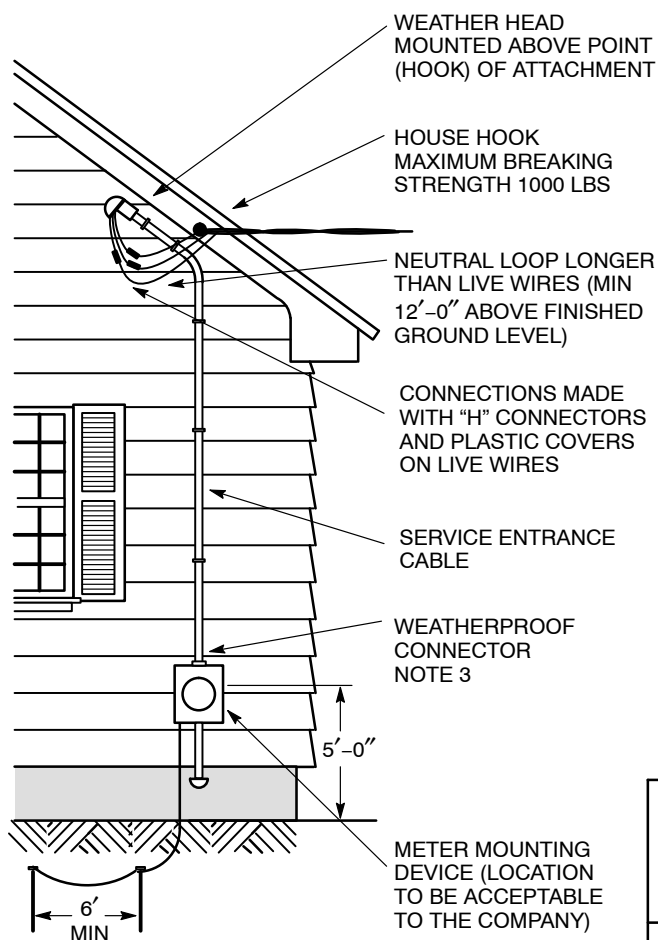 WEATHER HEAD
MOUNTED ABOVE POINT
(HOOK) OF ATTACHMENT
HOUSE HOOK
MAXIMUM BREAKING
STRENGTH 1000 LBS
NEUTRAL LOOP LONGER
THAN LIVE WIRES (MIN
12′–0″ ABOVE FINISHED
GROUND LEVEL)
CONNECTIONS MADE
WITH “H” CONNECTORS
AND PLASTIC COVERS
ON LIVE WIRES
SERVICE ENTRANCE
CABLE
WEATHERPROOF
CONNECTOR
NOTE 3
5′–0″
METER MOUNTING
DEVICE (LOCATION
TO BE ACCEPTABLE
TO THE COMPANY)
6′
MIN